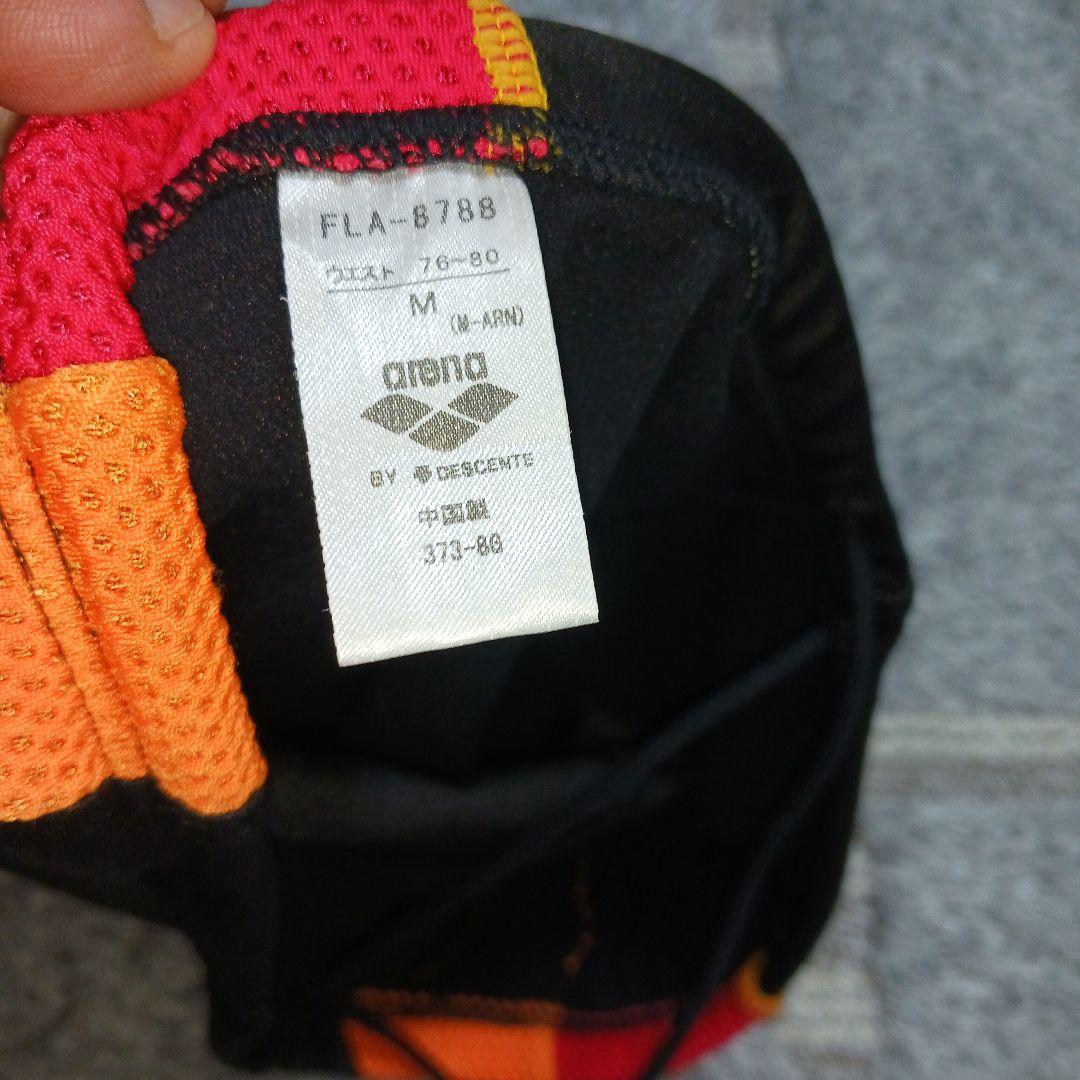 FLA-8788
ウエスト 76-80
M
(M-ARN)
arena
BY DESCENTE
中国製
373-80